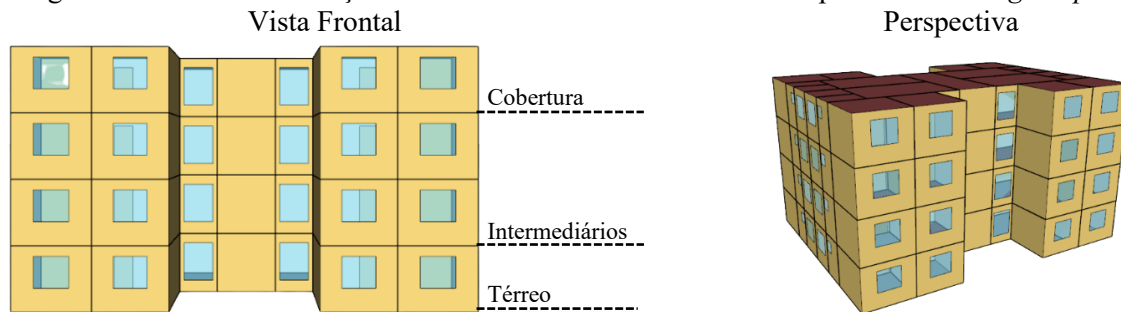 Vista Frontal
Perspectiva
Cobertura
Intermediários
Térreo